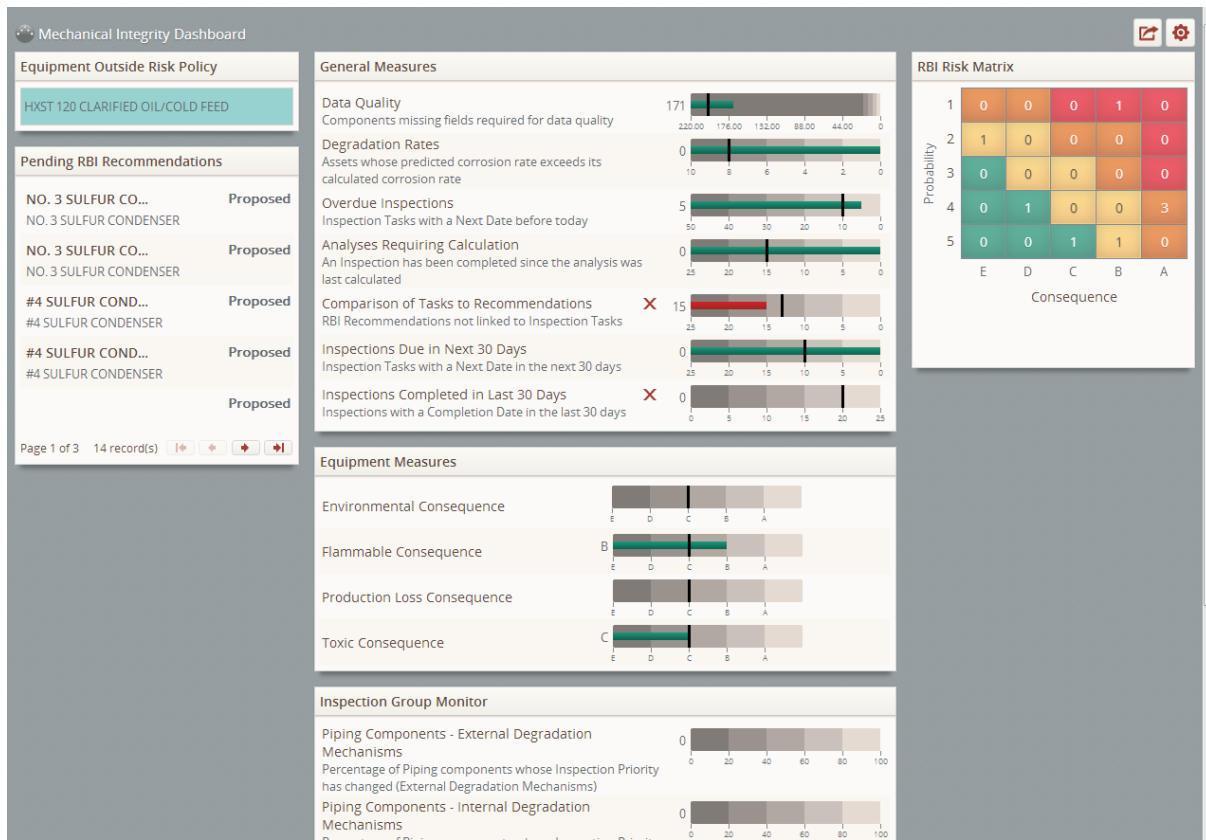 Mechanical Integrity Dashboard
Equipment Outside Risk Policy
HXST 120 CLARIFIED OIL/COLD FEED
Pending RBI Recommendations
NO. 3 SULFUR CO... Proposed
NO. 3 SULFUR CONDENSER
NO. 3 SULFUR CO... Proposed
NO. 3 SULFUR CONDENSER
#4 SULFUR COND... Proposed
#4 SULFUR CONDENSER
#4 SULFUR COND... Proposed
#4 SULFUR CONDENSER
Proposed
Page 1 of 3 14 record(s)
General Measures
Data Quality 171
Components missing fields required for data quality
220.00 176.00 132.00 88.00 44.00 0
Degradation Rates 0
Assets whose predicted corrosion rate exceeds its
calculated corrosion rate
10 8 6 4 2 0
Overdue Inspections 5
Inspection Tasks with a Next Date before today
50 40 30 20 10 0
Analyses Requiring Calculation 0
An Inspection has been completed since the analysis was
last calculated
25 20 15 10 5 0
Comparison of Tasks to Recommendations 15
RBI Recommendations not linked to Inspection Tasks
25 20 15 10 5 0
Inspections Due in Next 30 Days 0
Inspection Tasks with a Next Date in the next 30 days
25 20 15 10 5 0
Inspections Completed in Last 30 Days 0
Inspections with a Completion Date in the last 30 days
0 5 10 15 20 25
Equipment Measures
Environmental Consequence
E D C B A
Flammable Consequence B
E D C B A
Production Loss Consequence
E D C B A
Toxic Consequence C
E D C B A
Inspection Group Monitor
Piping Components - External Degradation 0
Mechanisms
0 20 40 60 80 100
Percentage of Piping components whose Inspection Priority
has changed (External Degradation Mechanisms)
Piping Components - Internal Degradation 0
Mechanisms
0 20 40 60 80 100
RBI Risk Matrix
Probability
1 0 0 0 1 0
2 1 0 0 0 0
3 0 0 0 0 0
4 0 1 0 0 3
5 0 0 1 1 0
E D C B A
Consequence